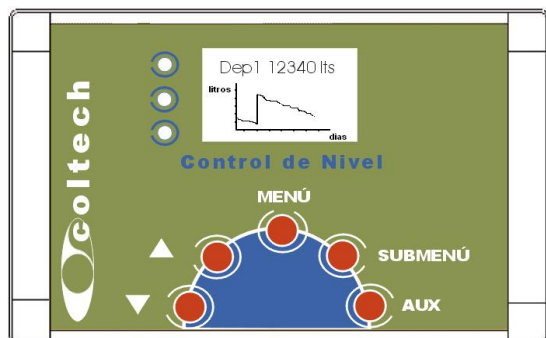 Dep1 12340 lts
litros
dias
Control de Nivel
coltech
MENÚ
SUBMENÚ
AUX